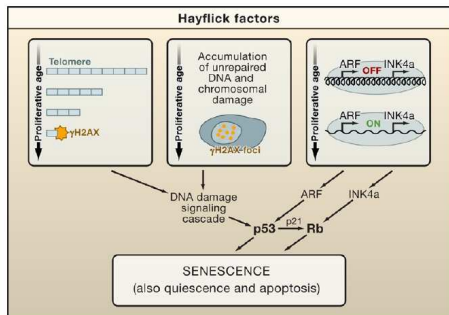 Hayflick factors
Proliferative age
Telomere
γH2AX
Proliferative age
Accumulation
of unrepaired
DNA and
chromosomal
damage
γH2AX-foci
Proliferative age
ARF OFF INK4a
ARF ON INK4a
DNA damage
signaling
cascade
ARF
INK4a
p53 p21 Rb
SENESCENCE
(also quiescence and apoptosis)